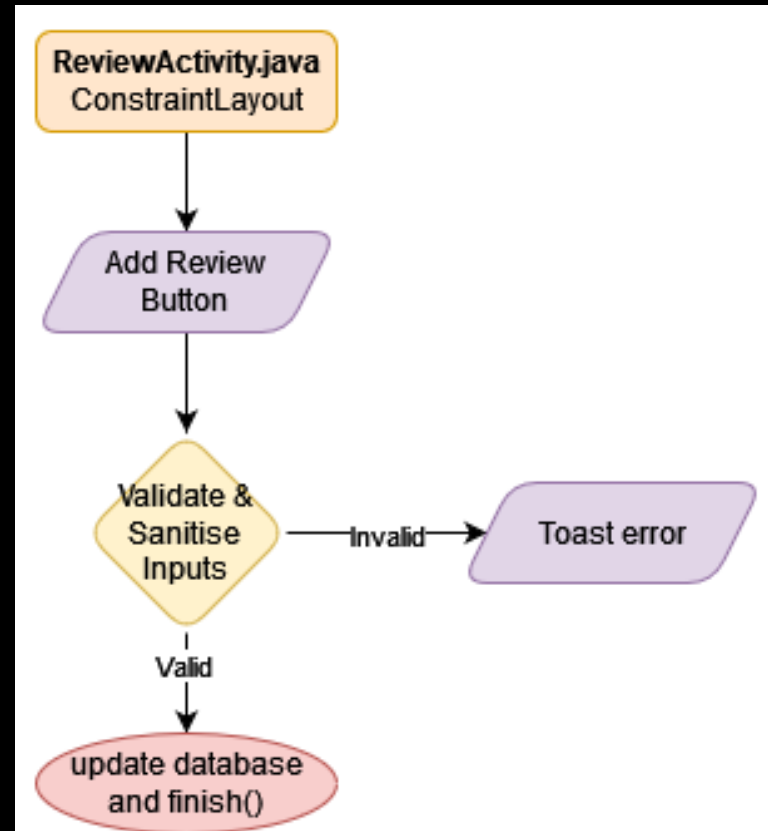 ReviewActivity.java
ConstraintLayout
Add Review
Button
Validate &
Sanitise
Inputs
Invalid
Toast error
Valid
update database
and finish()